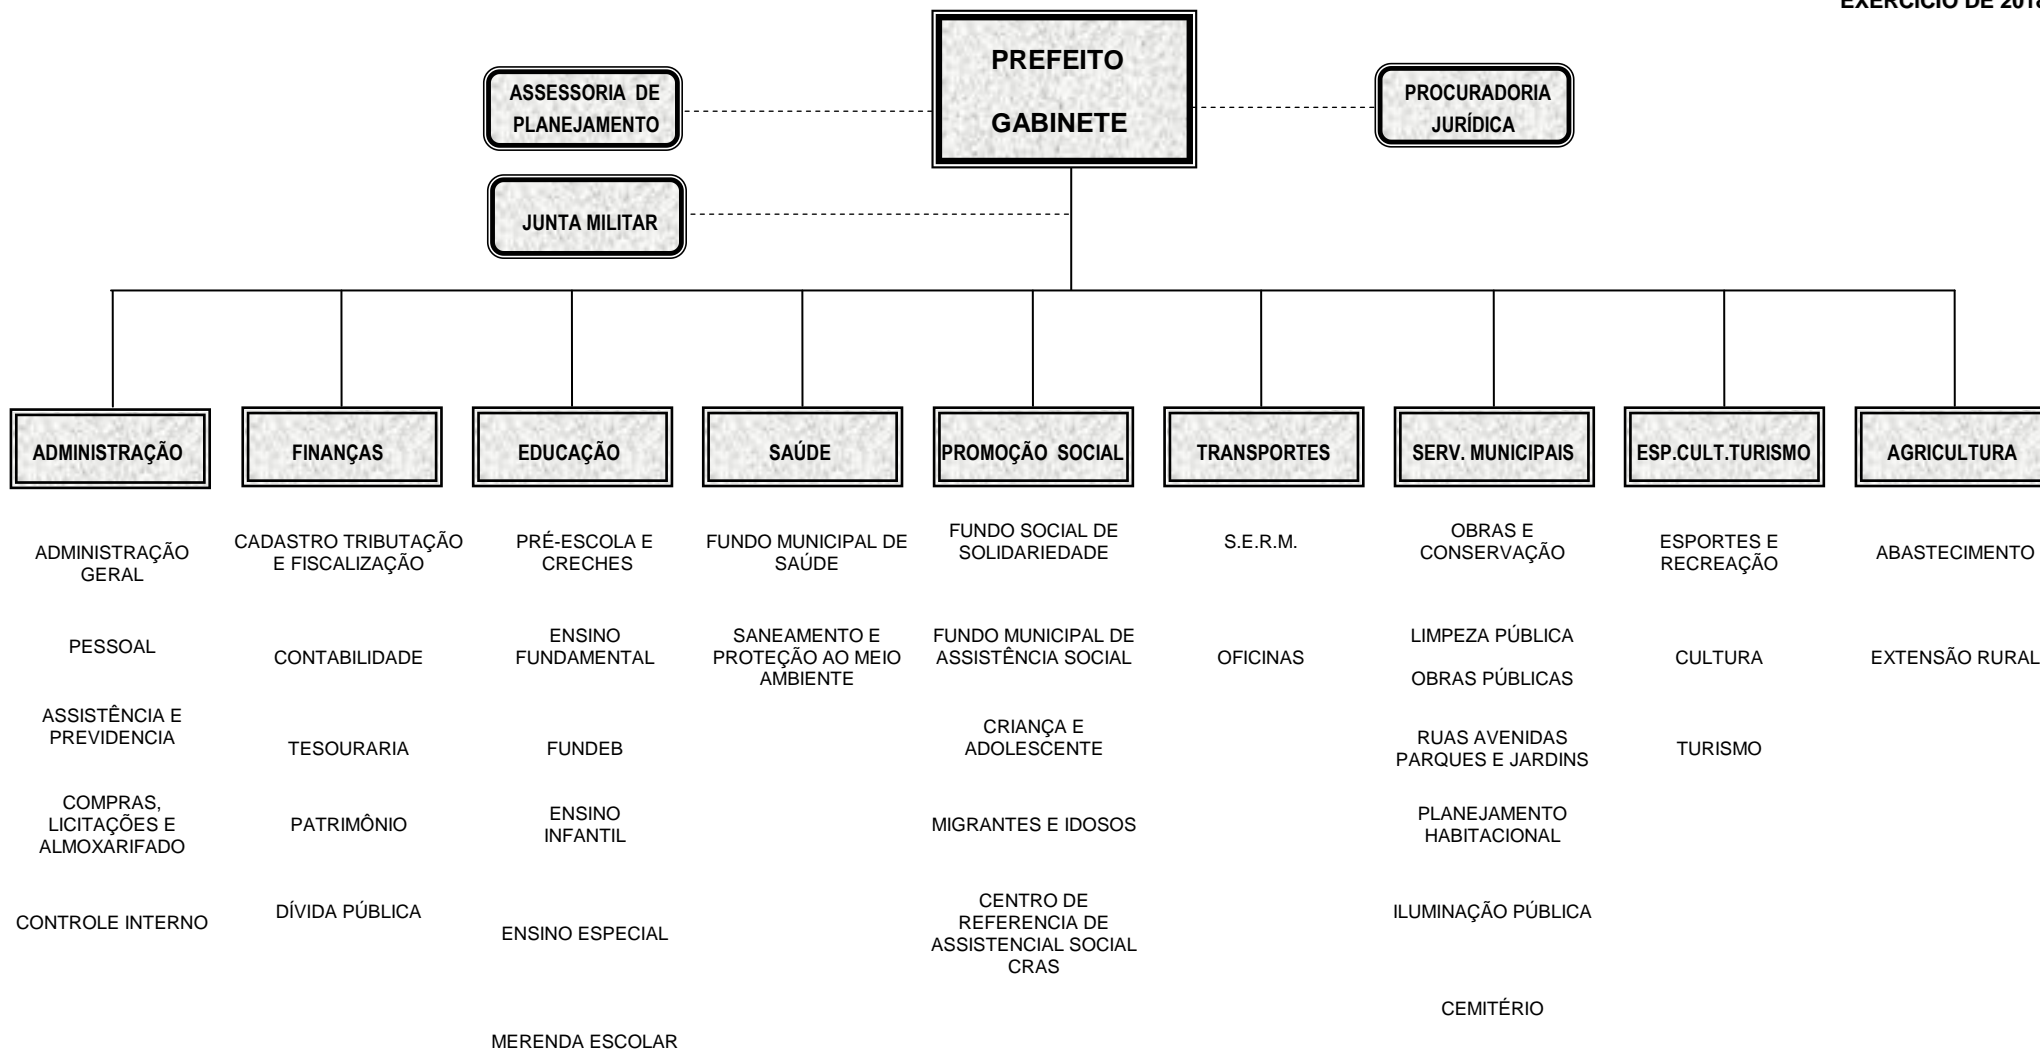 EXERCÍCIO DE 2018
PREFEITO
GABINETE
ASSESSORIA DE
PLANEJAMENTO
PROCURADORIA
JURÍDICA
JUNTA MILITAR
ADMINISTRAÇÃO
FINANÇAS
EDUCAÇÃO
SAÚDE
PROMOÇÃO SOCIAL
TRANSPORTES
SERV. MUNICIPAIS
ESP.CULT.TURISMO
AGRICULTURA
ADMINISTRAÇÃO
GERAL
PESSOAL
ASSISTÊNCIA E
PREVIDENCIA
COMPRAS,
LICITAÇÕES E
ALMOXARIFADO
CONTROLE INTERNO
CADASTRO TRIBUTAÇÃO
E FISCALIZAÇÃO
CONTABILIDADE
TESOURARIA
PATRIMÔNIO
DÍVIDA PÚBLICA
PRÉ-ESCOLA E
CRECHES
ENSINO
FUNDAMENTAL
FUNDEB
ENSINO
INFANTIL
ENSINO ESPECIAL
MERENDA ESCOLAR
FUNDO MUNICIPAL DE
SAÚDE
SANEAMENTO E
PROTEÇÃO AO MEIO
AMBIENTE
FUNDO SOCIAL DE
SOLIDARIEDADE
FUNDO MUNICIPAL DE
ASSISTÊNCIA SOCIAL
CRIANÇA E
ADOLESCENTE
MIGRANTES E IDOSOS
CENTRO DE
REFERENCIA DE
ASSISTENCIAL SOCIAL
CRAS
S.E.R.M.
OFICINAS
OBRAS E
CONSERVAÇÃO
LIMPEZA PÚBLICA
OBRAS PÚBLICAS
RUAS AVENIDAS
PARQUES E JARDINS
PLANEJAMENTO
HABITACIONAL
ILUMINAÇÃO PÚBLICA
CEMITÉRIO
ESPORTES E
RECREAÇÃO
CULTURA
TURISMO
ABASTECIMENTO
EXTENSÃO RURAL